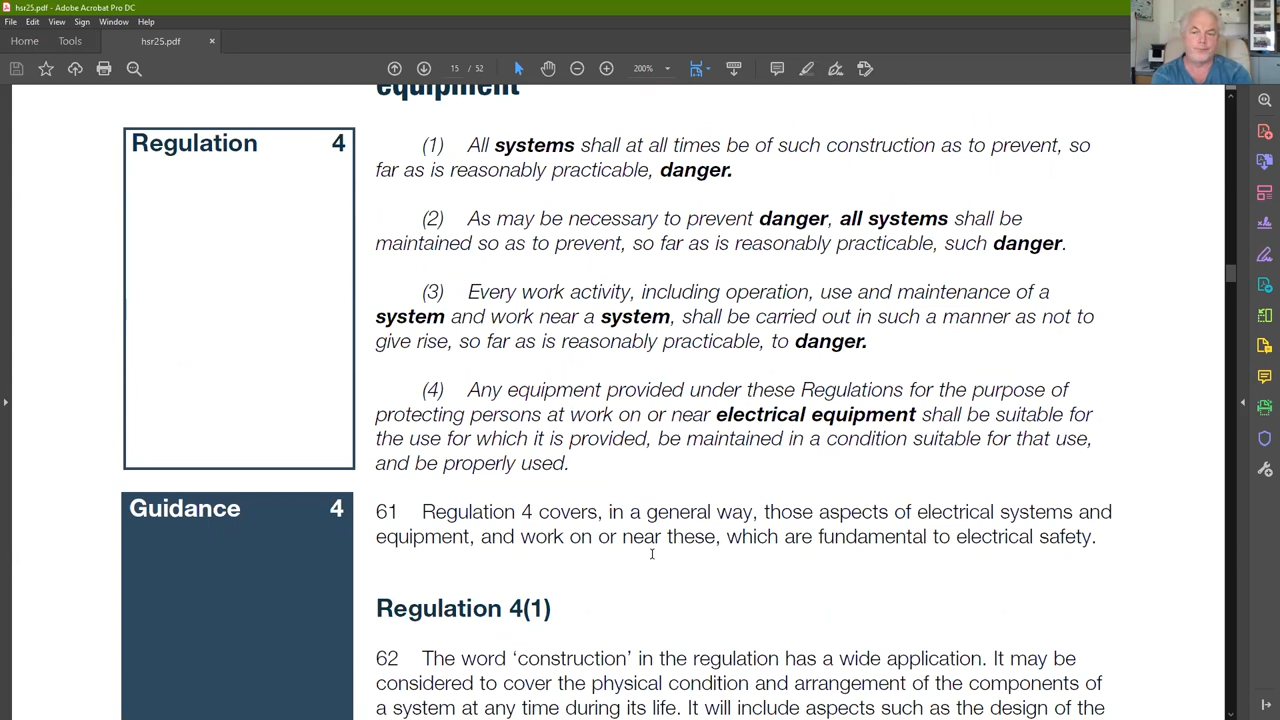 hsr25.pdf - Adobe Acrobat Pro DC
File Edit View Sign Window Help
Home Tools hsr25.pdf ×
15 / 52 200%
equipment
Regulation 4
(1) All systems shall at all times be of such construction as to prevent, so
far as is reasonably practicable, danger.
(2) As may be necessary to prevent danger, all systems shall be
maintained so as to prevent, so far as is reasonably practicable, such danger.
(3) Every work activity, including operation, use and maintenance of a
system and work near a system, shall be carried out in such a manner as not to
give rise, so far as is reasonably practicable, to danger.
(4) Any equipment provided under these Regulations for the purpose of
protecting persons at work on or near electrical equipment shall be suitable for
the use for which it is provided, be maintained in a condition suitable for that use,
and be properly used.
Guidance 4
61 Regulation 4 covers, in a general way, those aspects of electrical systems and
equipment, and work on or near these, which are fundamental to electrical safety.
Regulation 4(1)
62 The word ‘construction’ in the regulation has a wide application. It may be
considered to cover the physical condition and arrangement of the components of
a system at any time during its life. It will include aspects such as the design of the